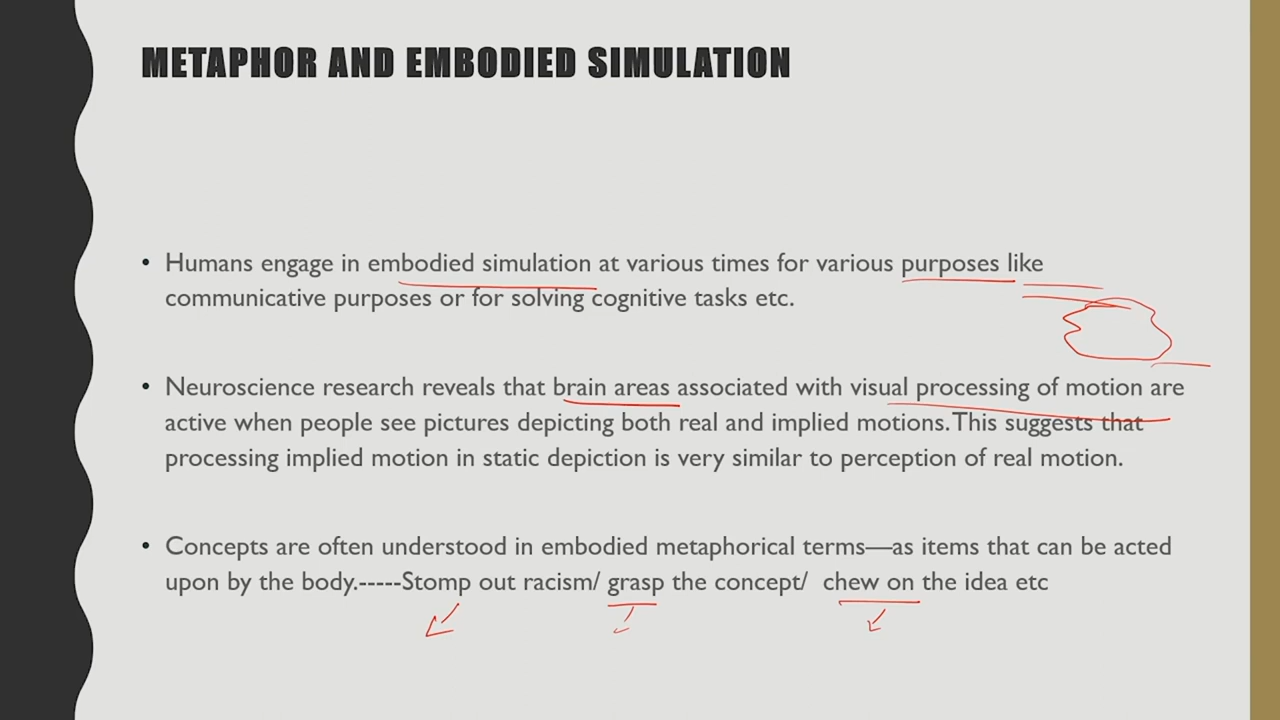 METAPHOR AND EMBODIED SIMULATION
• Humans engage in embodied simulation at various times for various purposes like
communicative purposes or for solving cognitive tasks etc.
• Neuroscience research reveals that brain areas associated with visual processing of motion are
active when people see pictures depicting both real and implied motions. This suggests that
processing implied motion in static depiction is very similar to perception of real motion.
• Concepts are often understood in embodied metaphorical terms—as items that can be acted
upon by the body.-----Stomp out racism/ grasp the concept/ chew on the idea etc